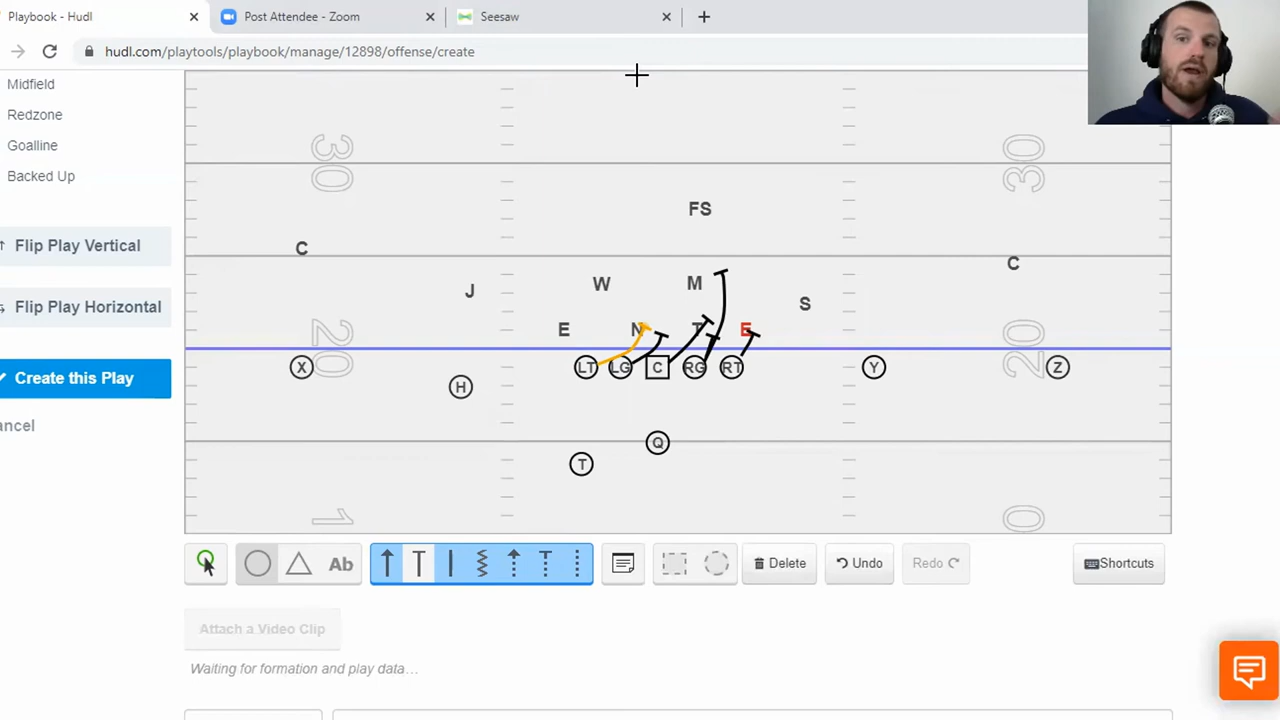 Playbook - Hudl
Post Attendee - Zoom
Seesaw
hudl.com/playtools/playbook/manage/12898/offense/create
Midfield
Redzone
Goalline
Backed Up
Flip Play Vertical
Flip Play Horizontal
Create this Play
ancel
30 30
FS
C C
J W M S
E N T E
20 20
X LT LG C RG RT Y Z
H
Q
T
1 0
Ab
Delete
Undo
Redo
Shortcuts
Attach a Video Clip
Waiting for formation and play data...